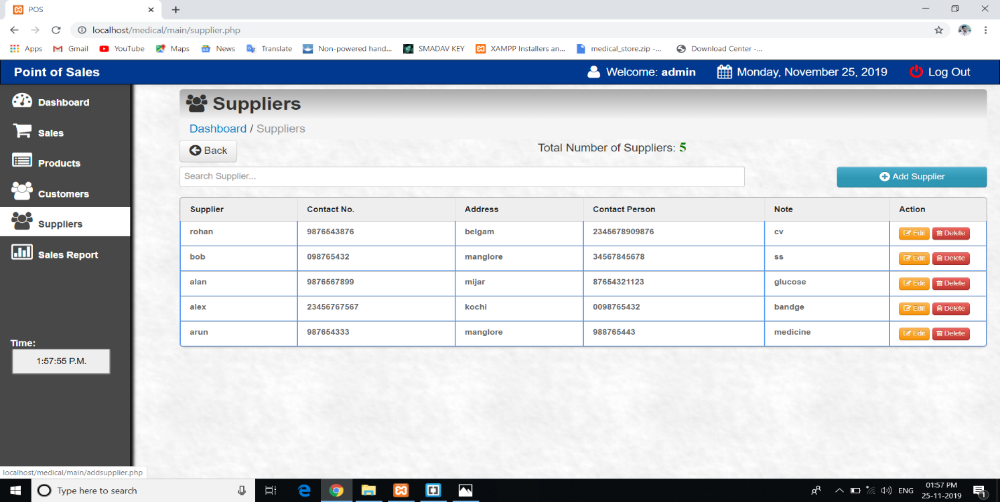 POS
localhost/medical/main/supplier.php
Apps Gmail YouTube Maps News Translate Non-powered hand... SMADAV KEY XAMPP Installers an... medical_store.zip -... Download Center -...
Point of Sales Welcome: admin Monday, November 25, 2019 Log Out
Dashboard
Sales
Products
Customers
Suppliers
Sales Report
Time:
1:57:55 P.M.
Suppliers
Dashboard / Suppliers
Back Total Number of Suppliers: 5
Search Supplier... Add Supplier
Supplier Contact No. Address Contact Person Note Action
rohan 9876543876 belgam 2345678909876 cv Edit Delete
bob 098765432 manglore 34567845678 ss Edit Delete
alan 9876567899 mijar 87654321123 glucose Edit Delete
alex 23456767567 kochi 0098765432 bandge Edit Delete
arun 987654333 manglore 988765443 medicine Edit Delete
localhost/medical/main/addsupplier.php
Type here to search ENG 01:57 PM
25-11-2019 1